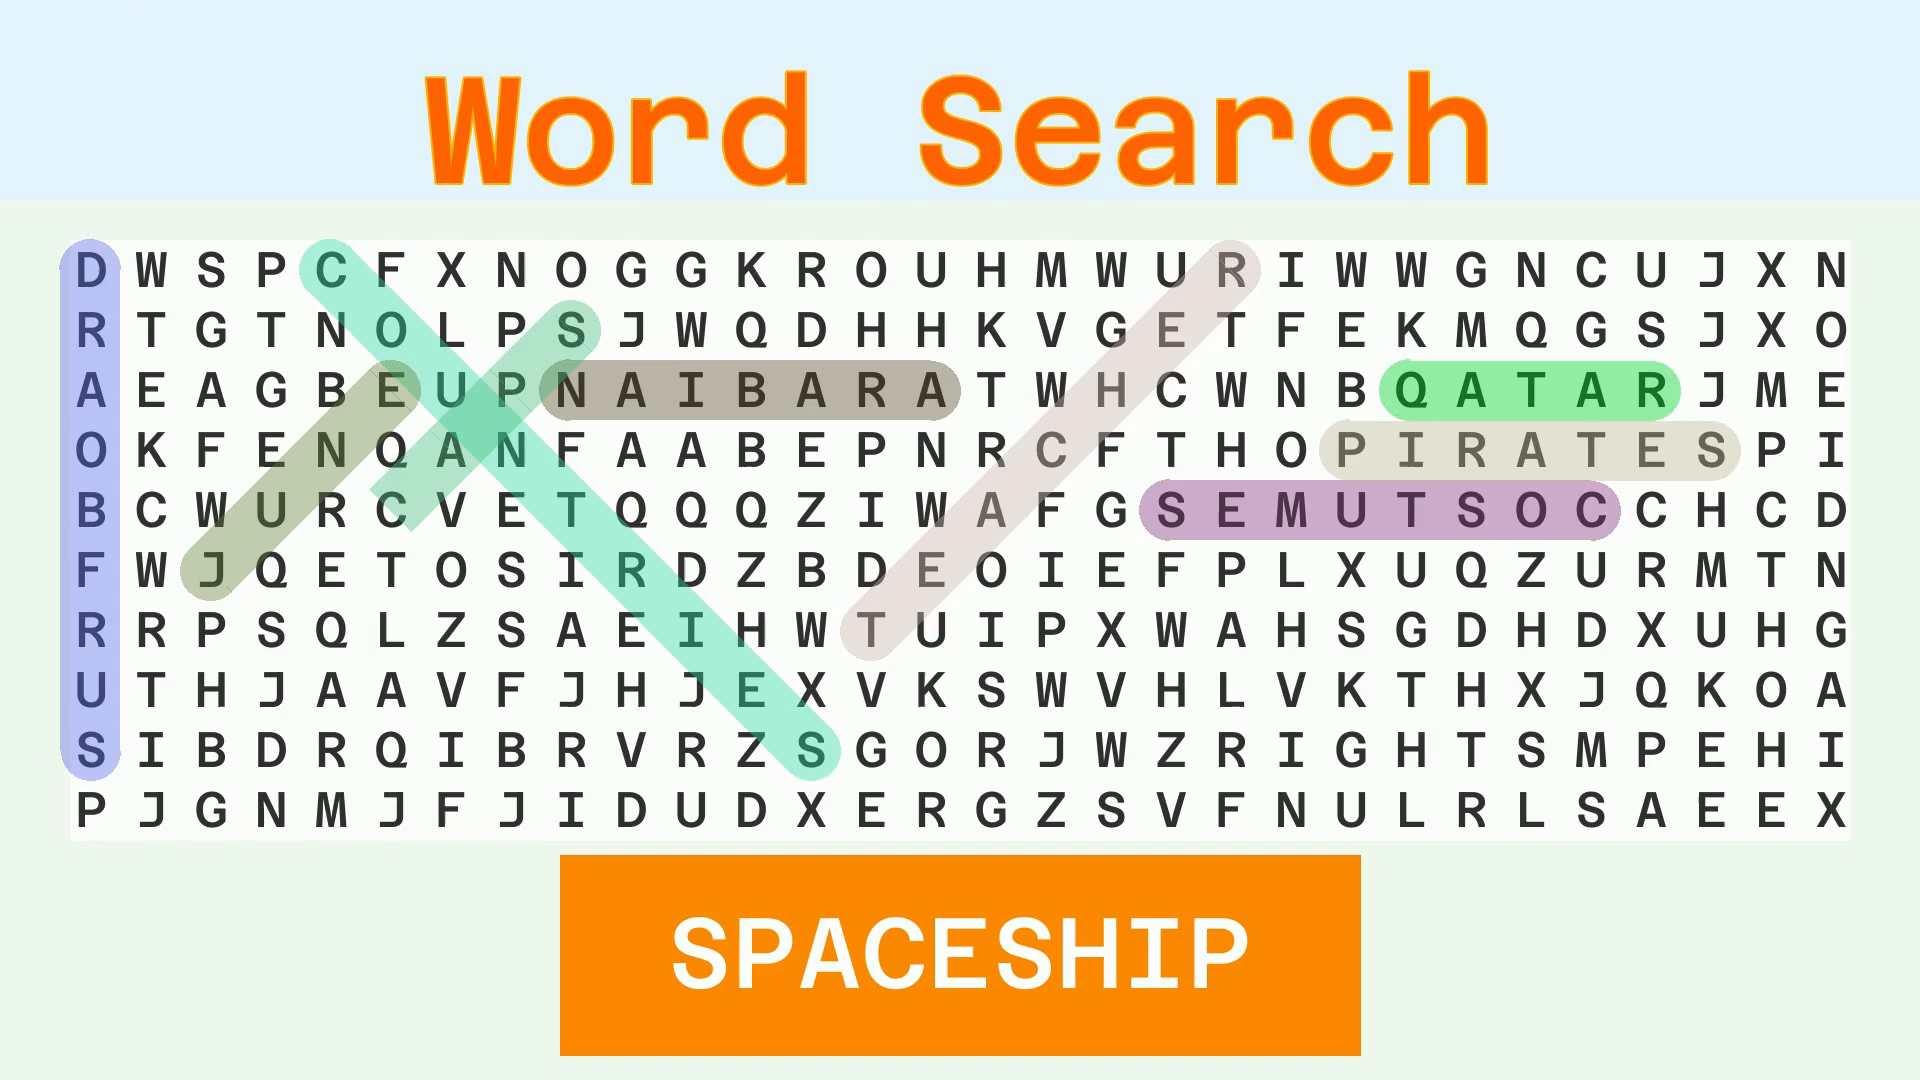 Word Search
D W S P C F X N O G G K R O U H M W U R I W W G N C U J X N
R T G T N O L P S J W Q D H H K V G E T F E K M Q G S J X O
A E A G B E U P N A I B A R A T W H C W N B Q A T A R J M E
O K F E N Q A N F A A B E P N R C F T H O P I R A T E S P I
B C W U R C V E T Q Q Q Z I W A F G S E M U T S O C C H C D
F W J Q E T O S I R D Z B D E O I E F P L X U Q Z U R M T N
R R P S Q L Z S A E I H W T U I P X W A H S G D H D X U H G
U T H J A A V F J H J E X V K S W V H L V K T H X J Q K O A
S I B D R Q I B R V R Z S G O R J W Z R I G H T S M P E H I
P J G N M J F J I D U D X E R G Z S V F N U L R L S A E E X
SPACESHIP